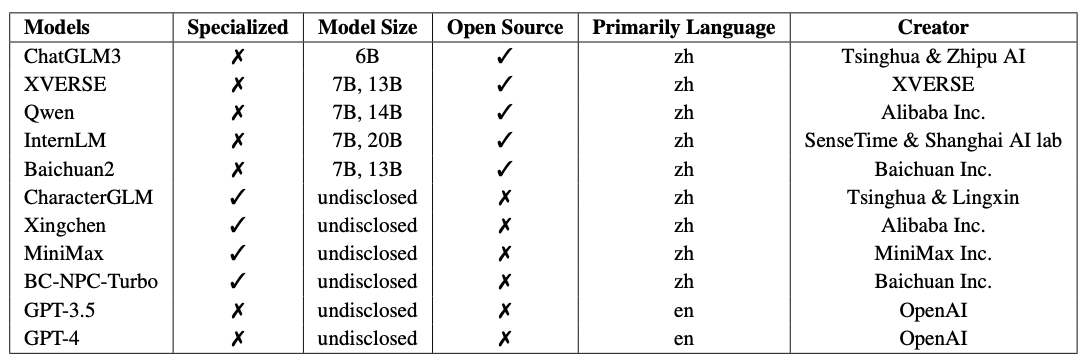 Models Specialized Model Size Open Source Primarily Language Creator
ChatGLM3 ✗ 6B ✓ zh Tsinghua & Zhipu AI
XVERSE ✗ 7B, 13B ✓ zh XVERSE
Qwen ✗ 7B, 14B ✓ zh Alibaba Inc.
InternLM ✗ 7B, 20B ✓ zh SenseTime & Shanghai AI lab
Baichuan2 ✗ 7B, 13B ✓ zh Baichuan Inc.
CharacterGLM ✓ undisclosed ✗ zh Tsinghua & Lingxin
Xingchen ✓ undisclosed ✗ zh Alibaba Inc.
MiniMax ✓ undisclosed ✗ zh MiniMax Inc.
BC-NPC-Turbo ✓ undisclosed ✗ zh Baichuan Inc.
GPT-3.5 ✗ undisclosed ✗ en OpenAI
GPT-4 ✗ undisclosed ✗ en OpenAI